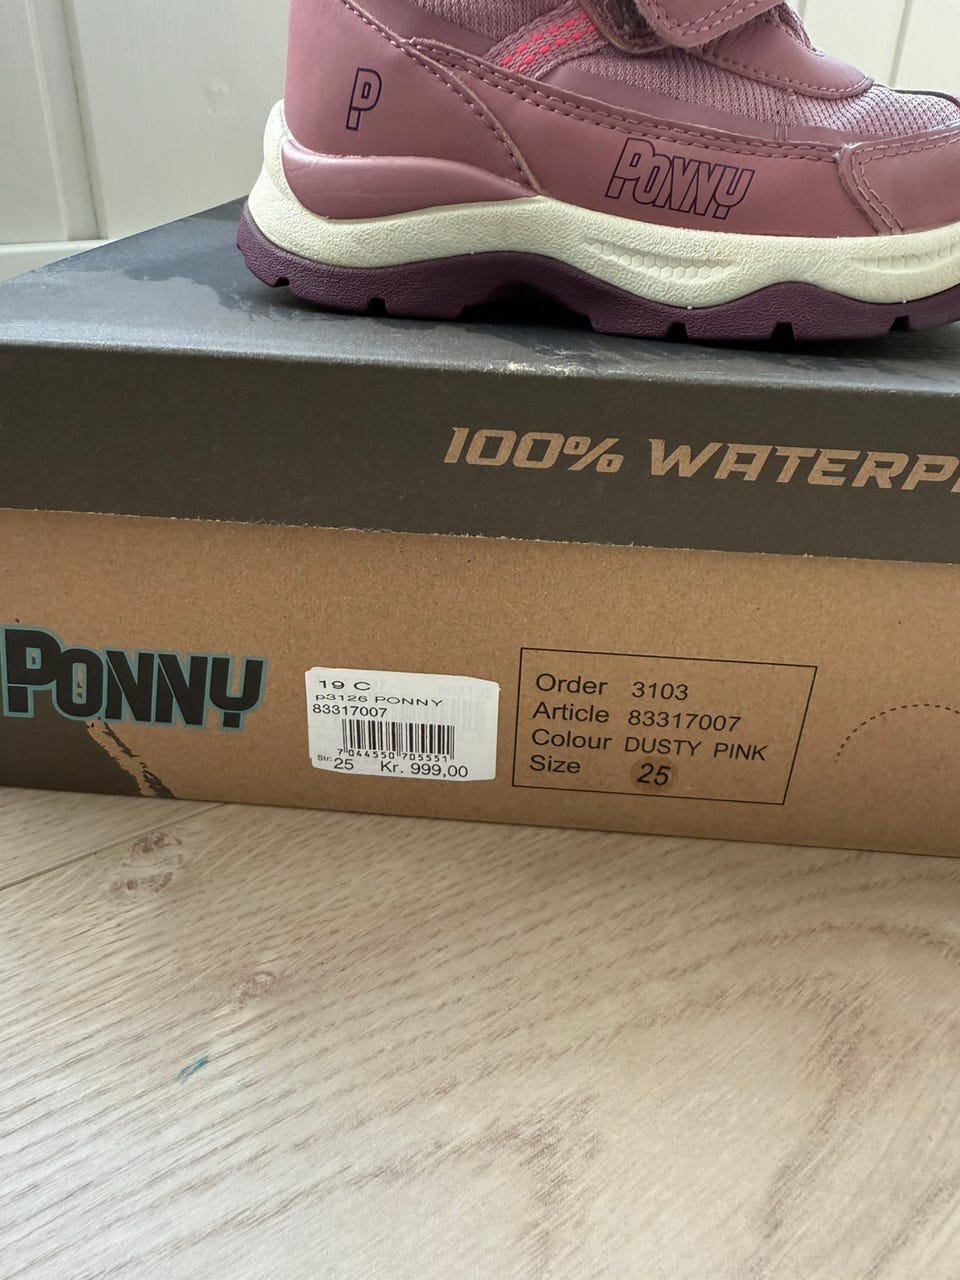 P
PONNY
100% WATERP
PONNY
19 C
p3126 PONNY
83317007
7 044550 705551
Str: 25 Kr. 999,00
Order 3103
Article 83317007
Colour DUSTY PINK
Size 25